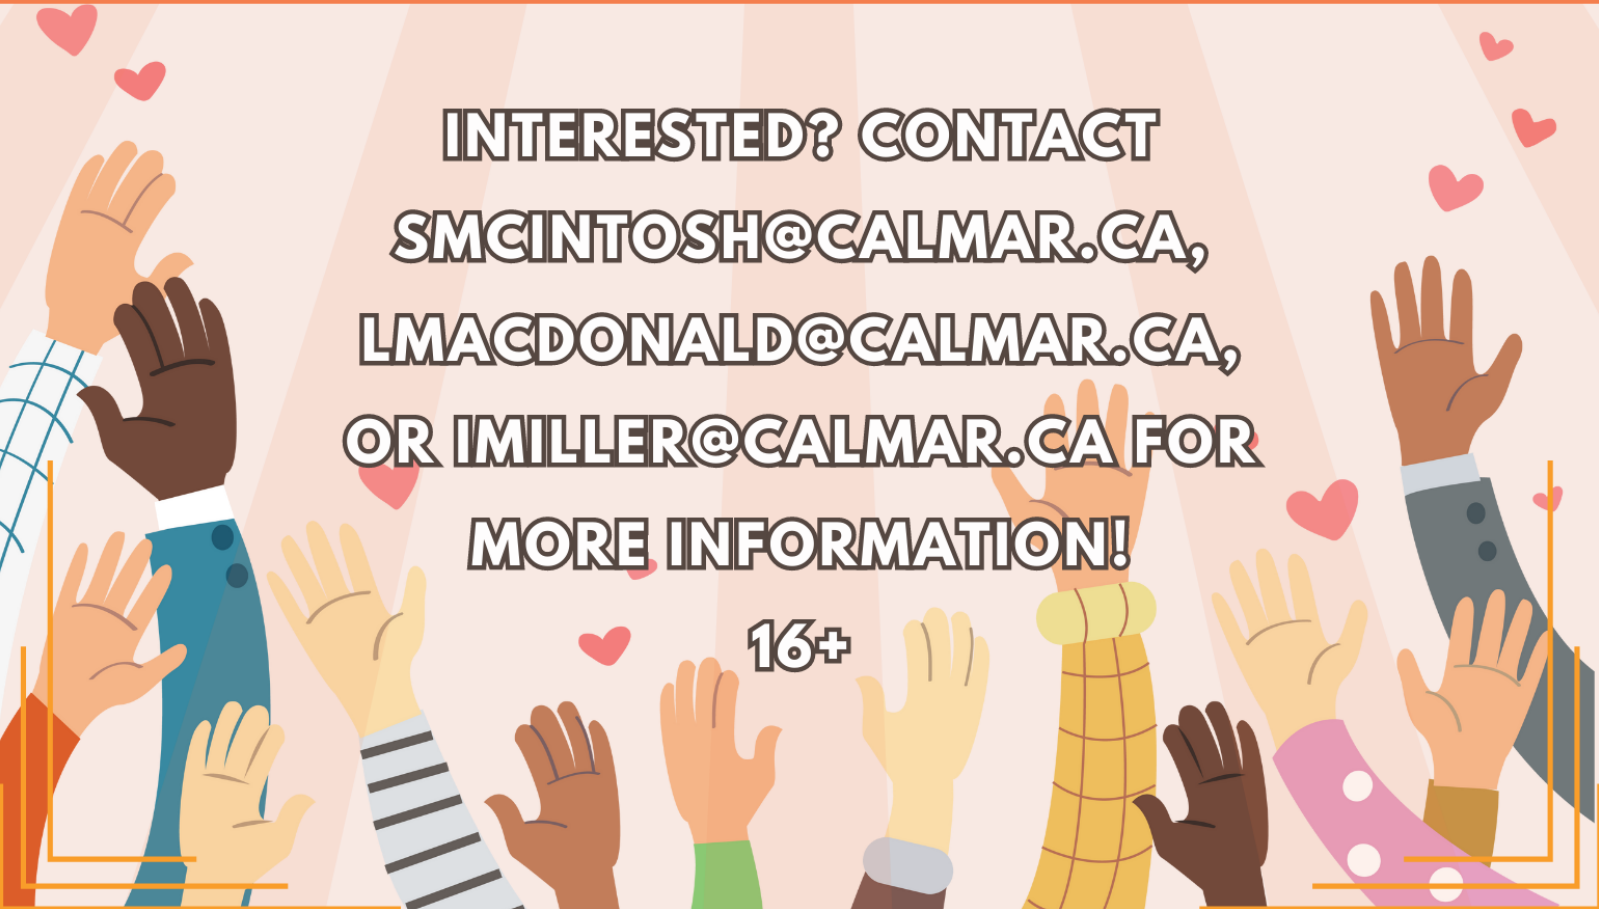 INTERESTED? CONTACT
SMCINTOSH@CALMAR.CA,
LMACDONALD@CALMAR.CA,
OR IMILLER@CALMAR.CA FOR
MORE INFORMATION!
16+